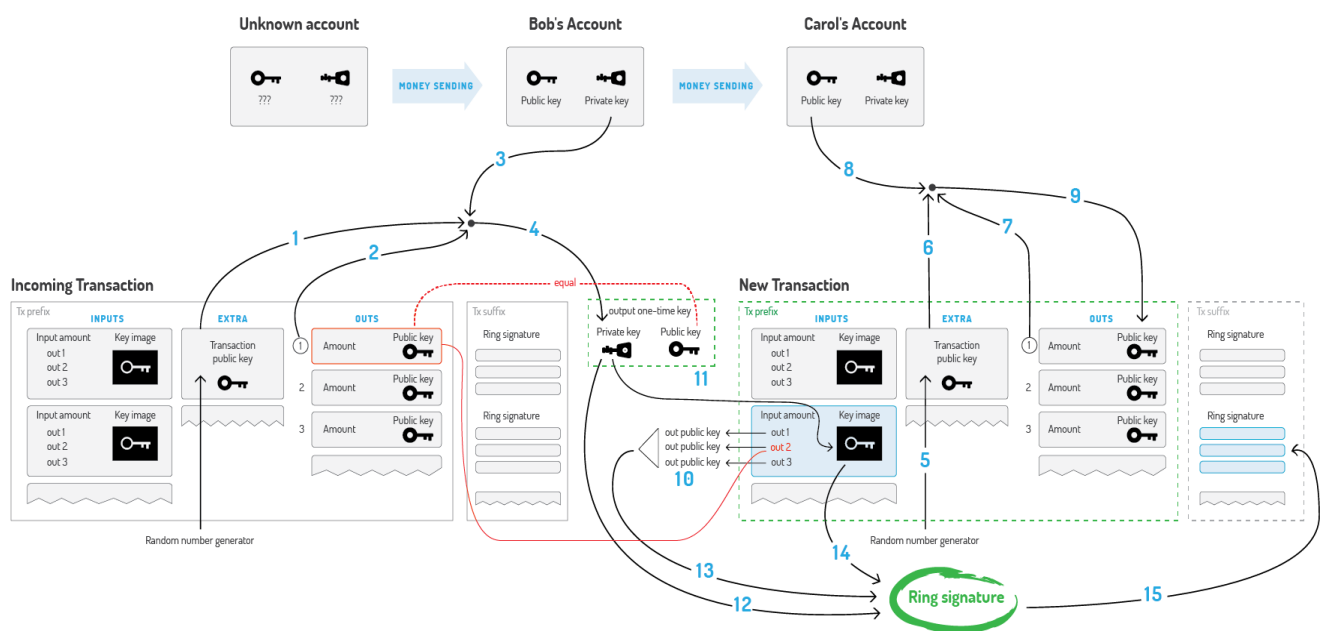 Unknown account
Bob's Account
Carol's Account
???
???
MONEY SENDING
Public key
Private key
MONEY SENDING
Public key
Private key
3
8
9
1
2
4
6
7
Incoming Transaction
New Transaction
equal
Tx prefix
INPUTS
EXTRA
OUTS
Tx suffix
output one-time key
Tx prefix
INPUTS
EXTRA
OUTS
Tx suffix
Input amount
Key image
out 1
out 2
out 3
Transaction
public key
1
Amount
Public key
Ring signature
Private key
Public key
11
Input amount
Key image
out 1
out 2
out 3
Transaction
public key
1
Amount
Public key
Ring signature
2
Amount
Public key
2
Amount
Public key
Input amount
Key image
out 1
out 2
out 3
3
Amount
Public key
Ring signature
out public key
out public key
out public key
10
Input amount
Key image
out 1
out 2
out 3
5
3
Amount
Public key
Ring signature
Random number generator
Random number generator
14
13
12
Ring signature
15